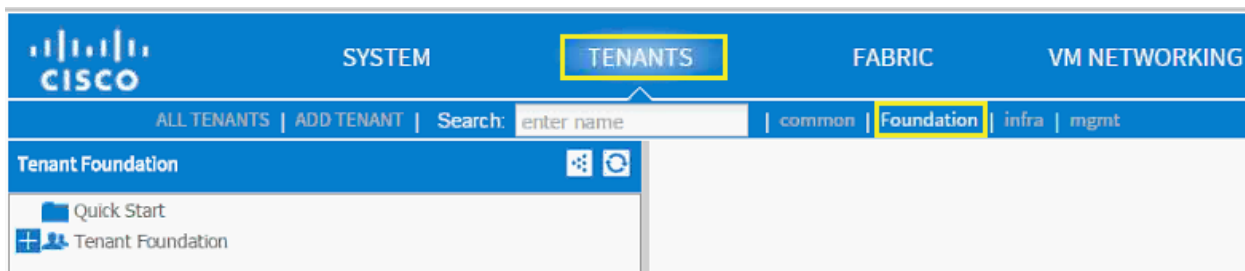 CISCO SYSTEM TENANTS FABRIC VM NETWORKING
ALL TENANTS | ADD TENANT | Search: enter name | common | Foundation | infra | mgmt
Tenant Foundation
Quick Start
Tenant Foundation